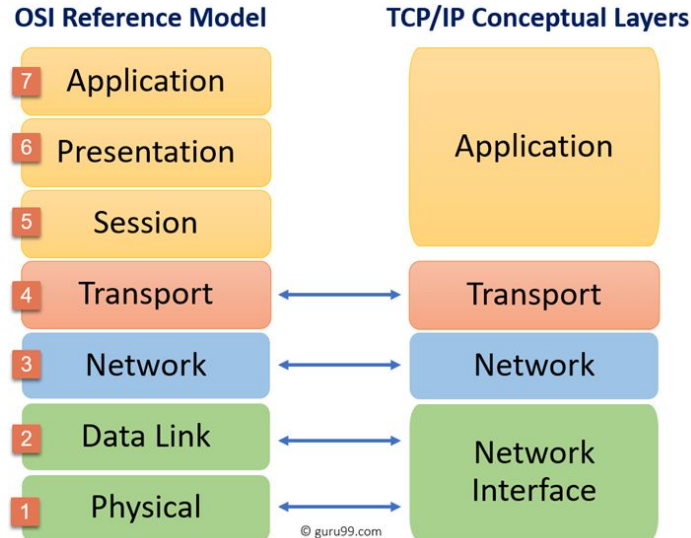 OSI Reference Model
TCP/IP Conceptual Layers
7
Application
6
Presentation
5
Session
Application
4
Transport
Transport
3
Network
Network
2
Data Link
1
Physical
Network
Interface
© guru99.com